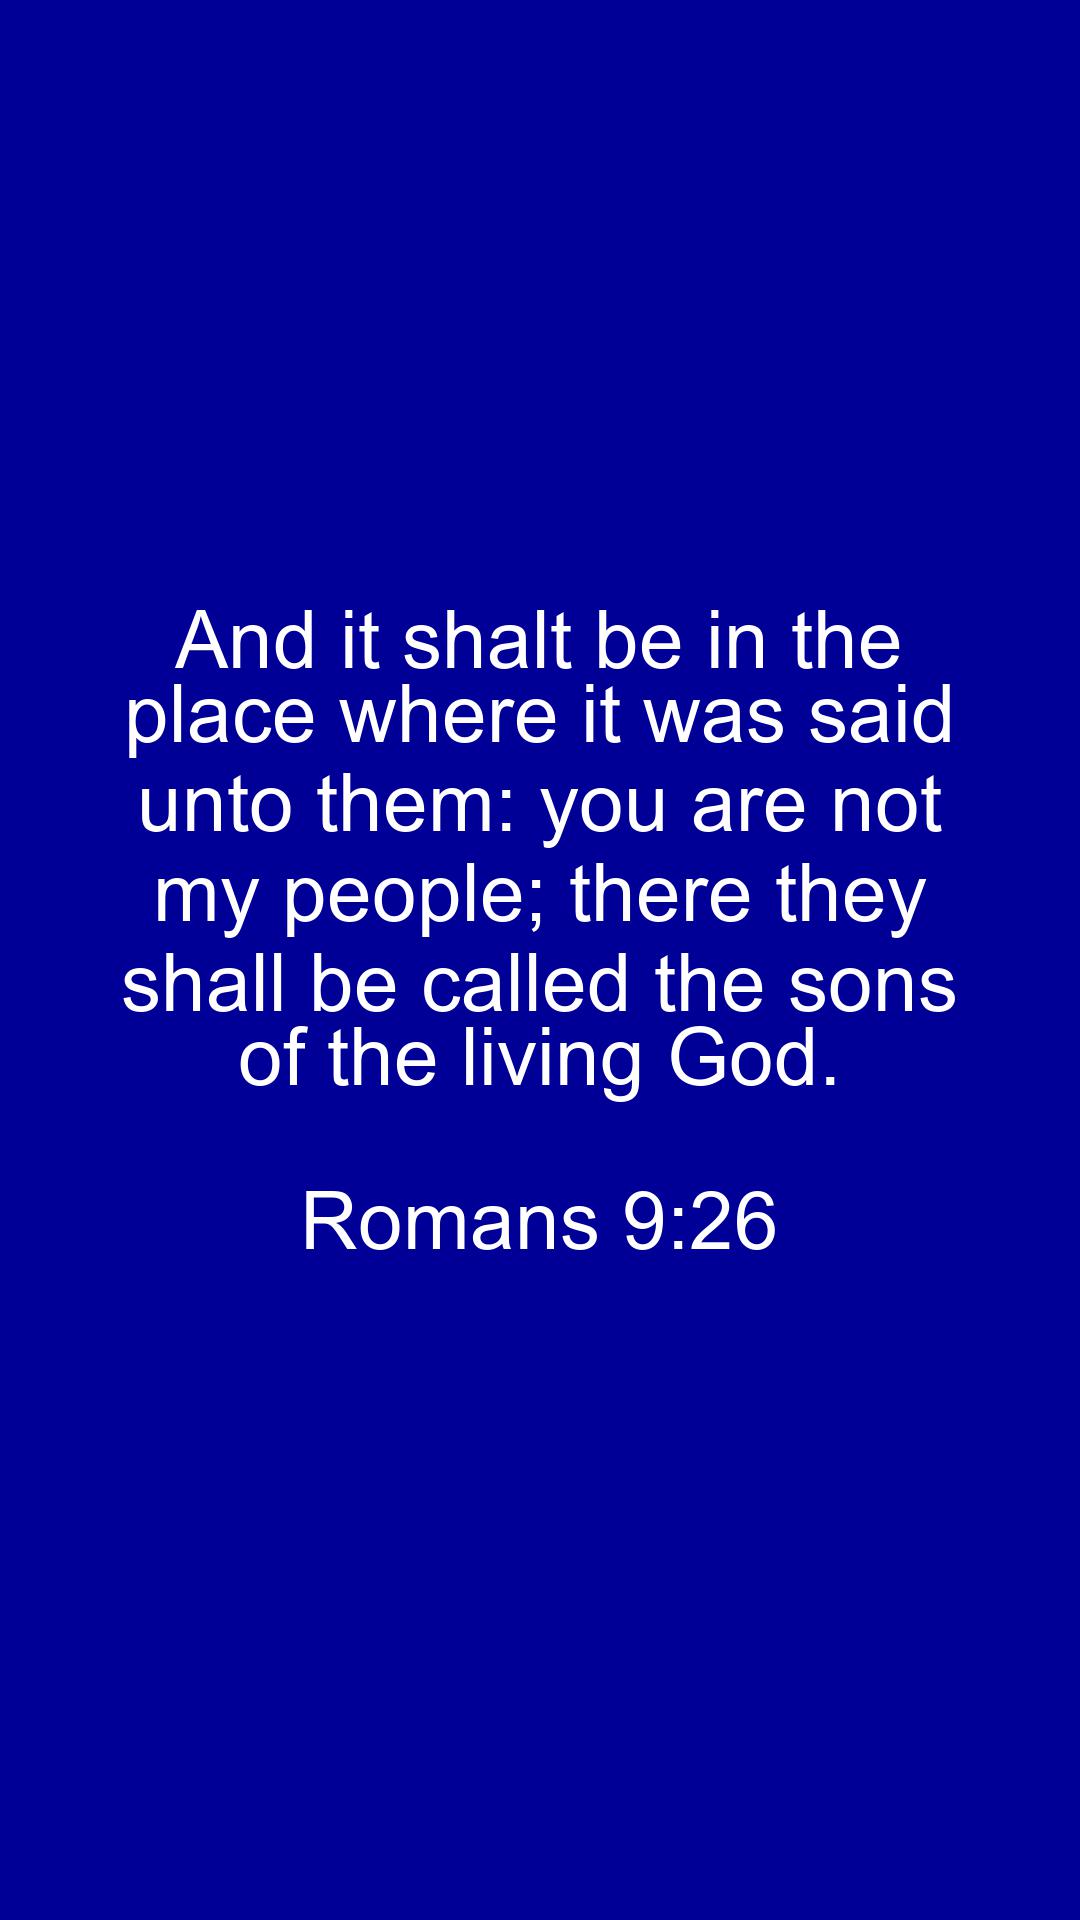 And it shalt be in the
place where it was said
unto them: you are not
my people; there they
shall be called the sons
of the living God.
Romans 9:26